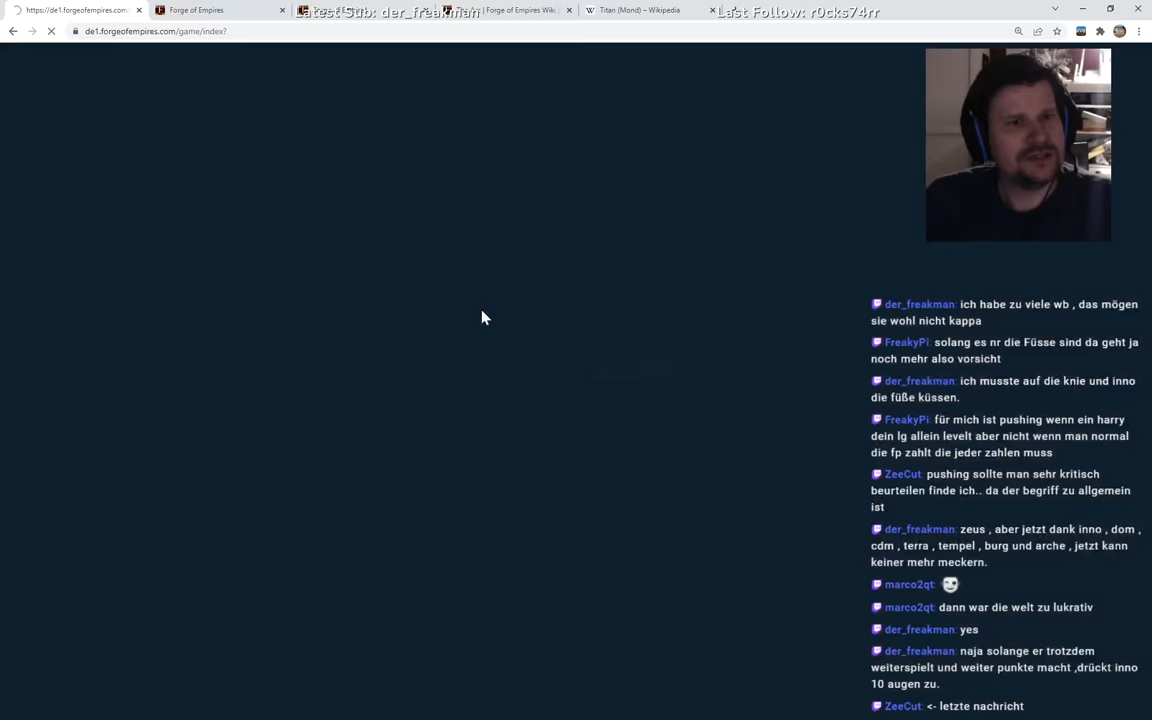 https://de1.forgeofempires.com
Forge of Empires
Latest Sub: der_freakman
| Forge of Empires Wiki
Titan (Mond) – Wikipedia
Last Follow: r0cks74rr
de1.forgeofempires.com/game/index?
der_freakman: ich habe zu viele wb , das mögen
sie wohl nicht kappa
FreakyPi: solang es nr die Füsse sind da geht ja
noch mehr also vorsicht
der_freakman: ich musste auf die knie und inno
die füße küssen.
FreakyPi: für mich ist pushing wenn ein harry
dein lg allein levelt aber nicht wenn man normal
die fp zahlt die jeder zahlen muss
ZeeCut: pushing sollte man sehr kritisch
beurteilen finde ich.. da der begriff zu allgemein
ist
der_freakman: zeus , aber jetzt dank inno , dom ,
cdm , terra , tempel , burg und arche , jetzt kann
keiner mehr meckern.
marco2qt:
marco2qt: dann war die welt zu lukrativ
der_freakman: yes
der_freakman: naja solange er trotzdem
weiterspielt und weiter punkte macht ,drückt inno
10 augen zu.
ZeeCut: <- letzte nachricht